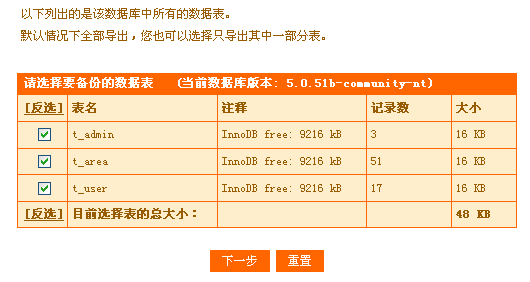 以下列出的是该数据库中所有的数据表。
默认情况下全部导出，您也可以选择只导出其中一部分表。
请选择要备份的数据表 (当前数据库版本: 5.0.51b-community-nt)
[反选] 表名 注释 记录数 大小
t_admin InnoDB free: 9216 kB 3 16 KB
t_area InnoDB free: 9216 kB 51 16 KB
t_user InnoDB free: 9216 kB 17 16 KB
[反选] 目前选择表的总大小： 48 KB
下一步 重置